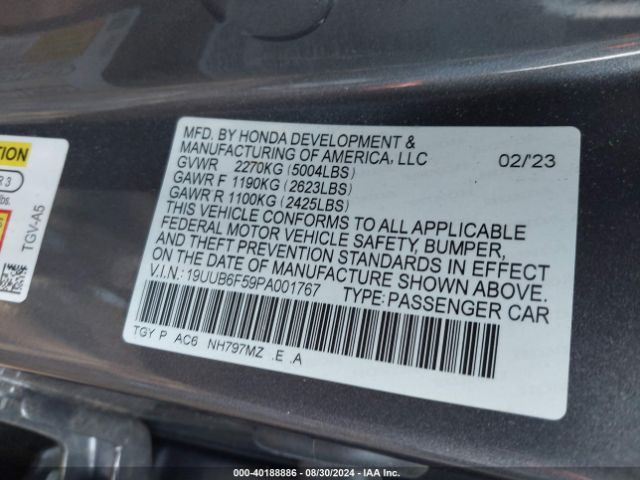 MFD. BY HONDA DEVELOPMENT &
MANUFACTURING OF AMERICA, LLC 02/'23
GVWR 2270KG (5004LBS)
GAWR F 1190KG (2623LBS)
GAWR R 1100KG (2425LBS)
THIS VEHICLE CONFORMS TO ALL APPLICABLE
FEDERAL MOTOR VEHICLE SAFETY, BUMPER,
AND THEFT PREVENTION STANDARDS IN EFFECT
ON THE DATE OF MANUFACTURE SHOWN ABOVE.
V.I.N.: 19UUB6F59PA001767 TYPE: PASSENGER CAR
TGY P AC6 NH797MZ .E .A
TION
R 3
lbs.
TGV-A5
000-40188886 - 08/30/2024 - IAA Inc.